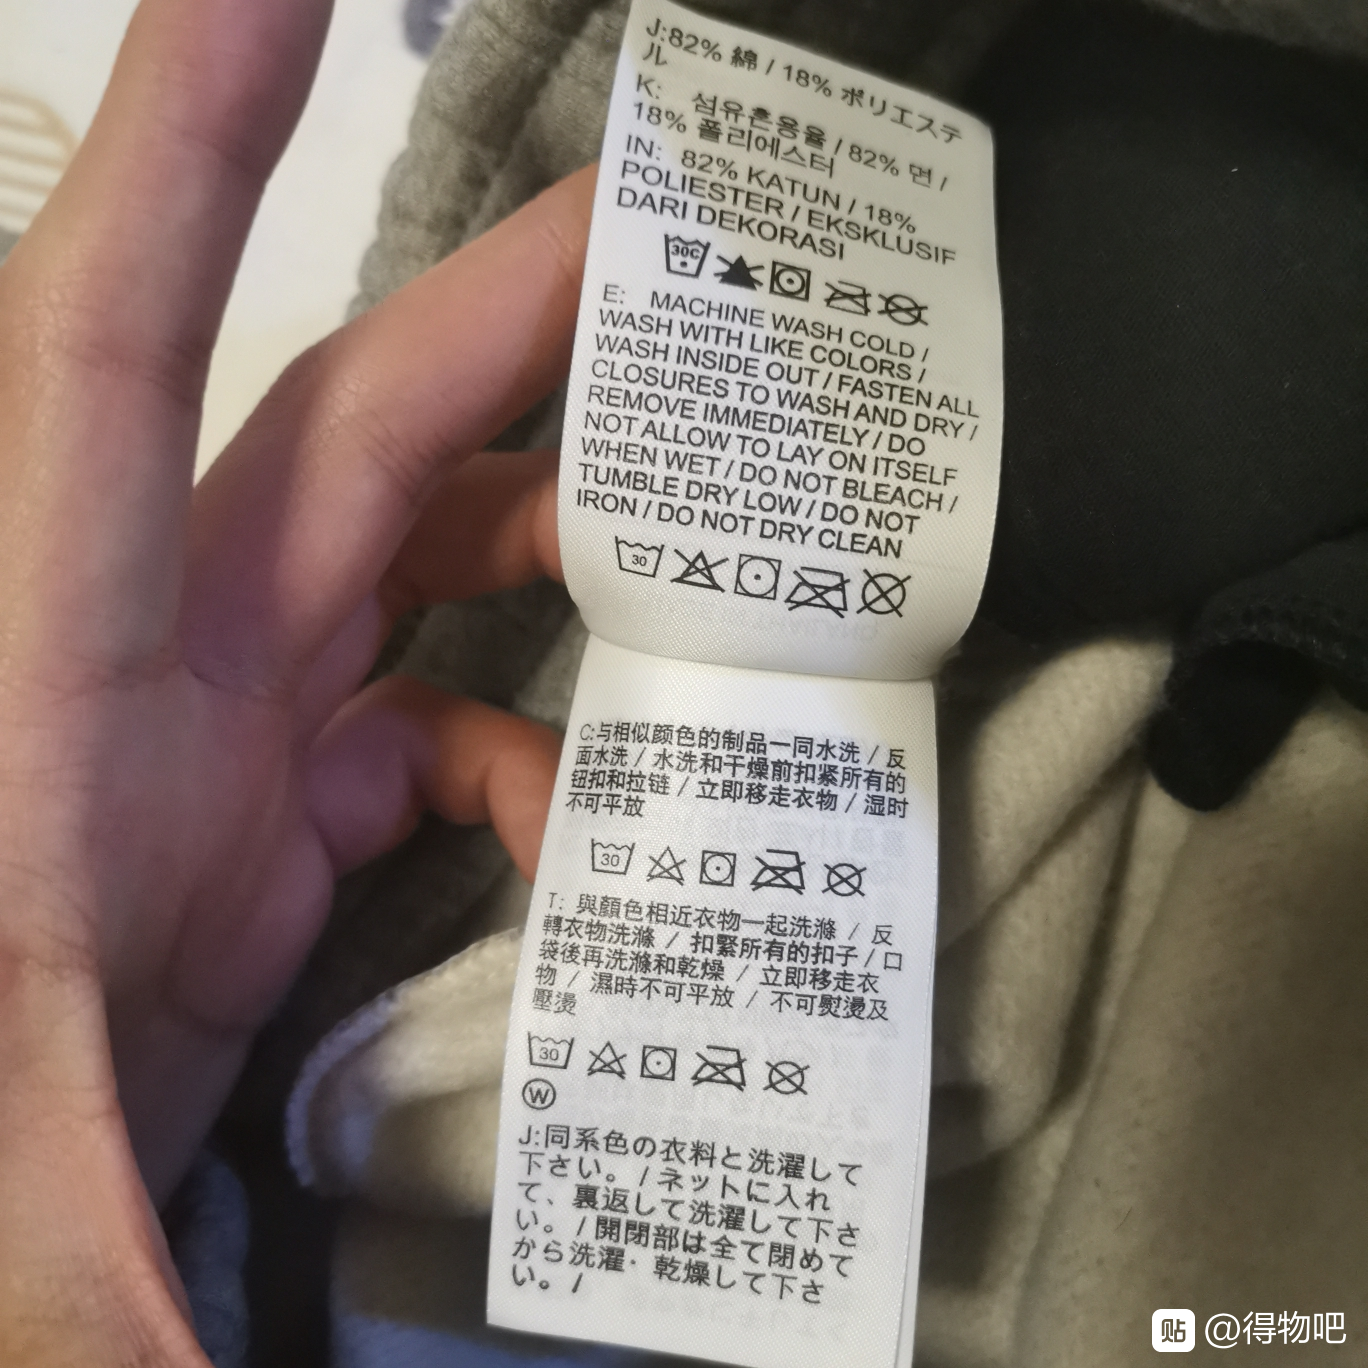 J:82% 綿 / 18% ポリエステ
ル
K: 섬유혼용율 / 82% 면 /
18% 폴리에스터
IN: 82% KATUN / 18%
POLIESTER / EKSKLUSIF
DARI DEKORASI
30C
E: MACHINE WASH COLD /
WASH WITH LIKE COLORS /
WASH INSIDE OUT / FASTEN ALL
CLOSURES TO WASH AND DRY /
REMOVE IMMEDIATELY / DO
NOT ALLOW TO LAY ON ITSELF
WHEN WET / DO NOT BLEACH /
TUMBLE DRY LOW / DO NOT
IRON / DO NOT DRY CLEAN
30
C:与相似颜色的制品一同水洗 / 反
面水洗 / 水洗和干燥前扣紧所有的
钮扣和拉链 / 立即移走衣物 / 湿时
不可平放
30
T: 與顏色相近衣物一起洗滌 / 反
轉衣物洗滌 / 扣緊所有的扣子 / 口
袋後再洗滌和乾燥 / 立即移走衣
物 / 濕時不可平放 / 不可熨燙及
壓燙
30
W
J:同系色の衣料と洗濯して
下さい。 / ネットに入れ
て、裏返して洗濯して下さ
い。 / 開閉部は全て閉めて
から洗濯・乾燥して下さ
い。 /
贴 @得物吧